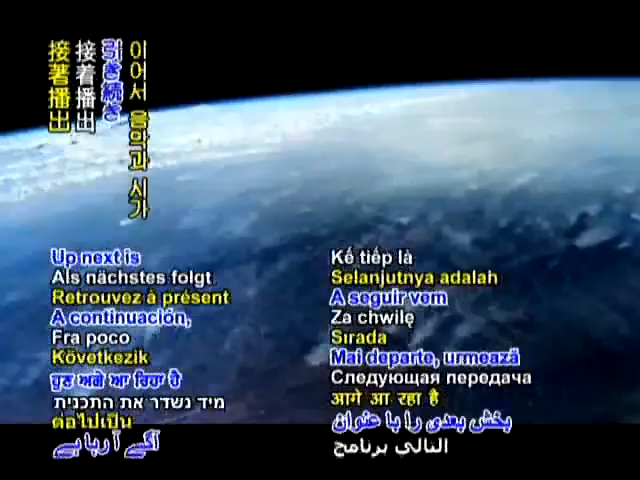 接著播出
接着播出
引き続き
이어서 음악과 시가
Up next is
Als nächstes folgt
Retrouvez à présent
A continuación,
Fra poco
Következik
ਹੁਣ ਅਗੇ ਆ ਰਿਹਾ ਹੈ
מיד נשדר את התכנית
ต่อไปเป็น
آگے آ رہا ہے
Kế tiếp là
Selanjutnya adalah
A seguir vem
Za chwilę
Sırada
Mai departe, urmează
Следующая передача
आगे आ रहा है
بخش بعدی را با عنوان
التالي برنامج